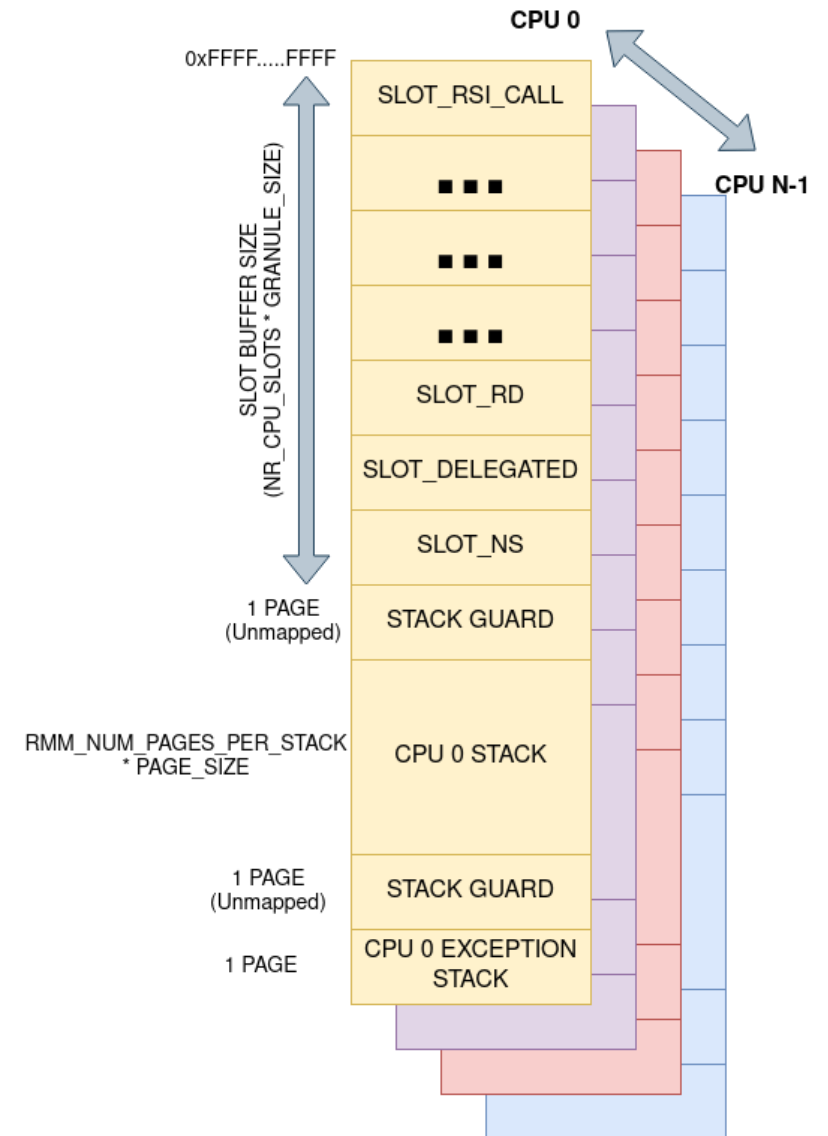 CPU 0
0xFFFF.....FFFF
SLOT_RSI_CALL
CPU N-1
SLOT BUFFER SIZE
(NR_CPU_SLOTS * GRANULE_SIZE)
SLOT_RD
SLOT_DELEGATED
SLOT_NS
1 PAGE
(Unmapped)
STACK GUARD
RMM_NUM_PAGES_PER_STACK
* PAGE_SIZE
CPU 0 STACK
1 PAGE
(Unmapped)
STACK GUARD
1 PAGE
CPU 0 EXCEPTION
STACK